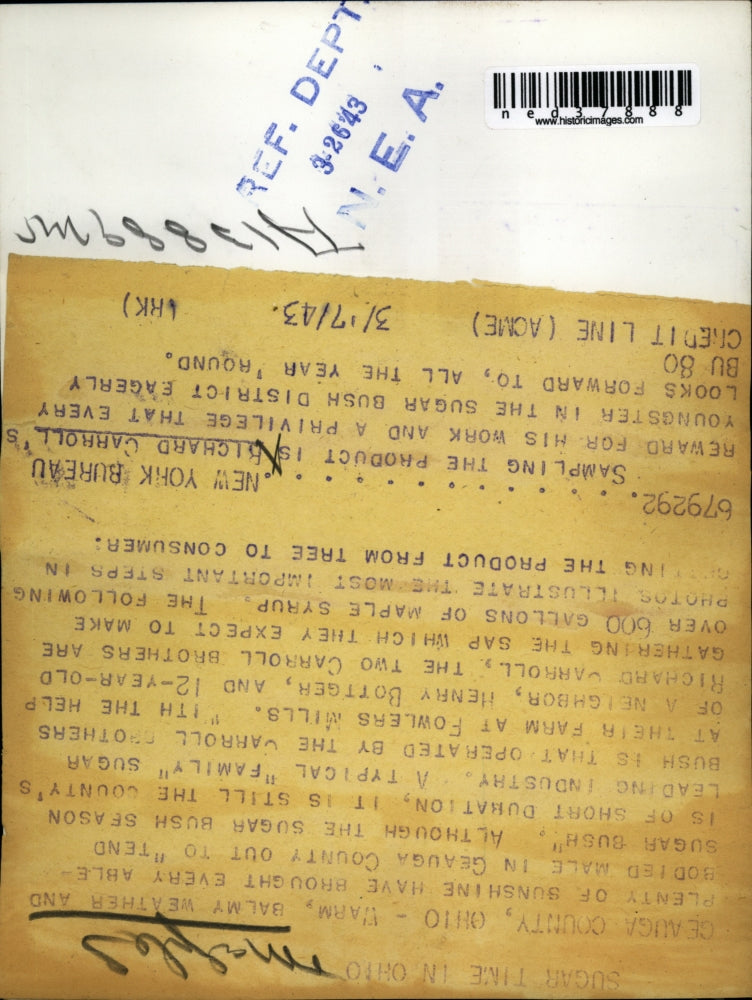 SUGAR TIME IN OHIO
maples
GEAUGA COUNTY, OHIO - WARM, BALMY WEATHER AND
PLENTY OF SUNSHINE HAVE BROUGHT EVERY ABLE-
BODIED MALE IN GEAUGA COUNTY OUT TO "TEND
SUGAR BUSH". ALTHOUGH THE SUGAR BUSH SEASON
IS OF SHORT DURATION, IT IS STILL THE COUNTY'S
LEADING INDUSTRY. A TYPICAL "FAMILY" SUGAR
BUSH IS THAT OPERATED BY THE CARROLL BROTHERS
AT THEIR FARM AT FOWLERS MILLS. WITH THE HELP
OF A NEIGHBOR, HENRY BOTTGER, AND 12-YEAR-OLD
RICHARD CARROLL, THE TWO CARROLL BROTHERS ARE
GATHERING THE SAP WHICH THEY EXPECT TO MAKE
OVER 600 GALLONS OF MAPLE SYRUP. THE FOLLOWING
PHOTOS ILLUSTRATE THE MOST IMPORTANT STEPS IN
GETTING THE PRODUCT FROM TREE TO CONSUMER:
679292 . . . . . . . . . . . . . .NEW YORK BUREAU
SAMPLING THE PRODUCT IS RICHARD CARROLL'S
REWARD FOR HIS WORK AND A PRIVILEGE THAT EVERY
YOUNGSTER IN THE SUGAR BUSH DISTRICT EAGERLY
LOOKS FORWARD TO, ALL THE YEAR 'ROUND.
BU 80
CREDIT LINE (ACME) 3/17/43. (RK)
REF. DEPT.
3-26'43
N. E. A.
ned37888
www.historicimages.com